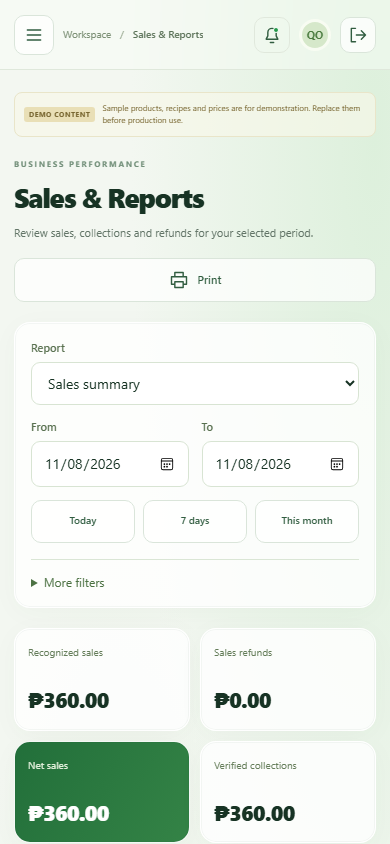 Workspace / Sales & Reports
QO
DEMO CONTENT
Sample products, recipes and prices are for demonstration. Replace them
before production use.
BUSINESS PERFORMANCE
Sales & Reports
Review sales, collections and refunds for your selected period.
Print
Report
Sales summary
From To
11/08/2026 11/08/2026
Today 7 days This month
More filters
Recognized sales Sales refunds
₱360.00 ₱0.00
Net sales Verified collections
₱360.00 ₱360.00